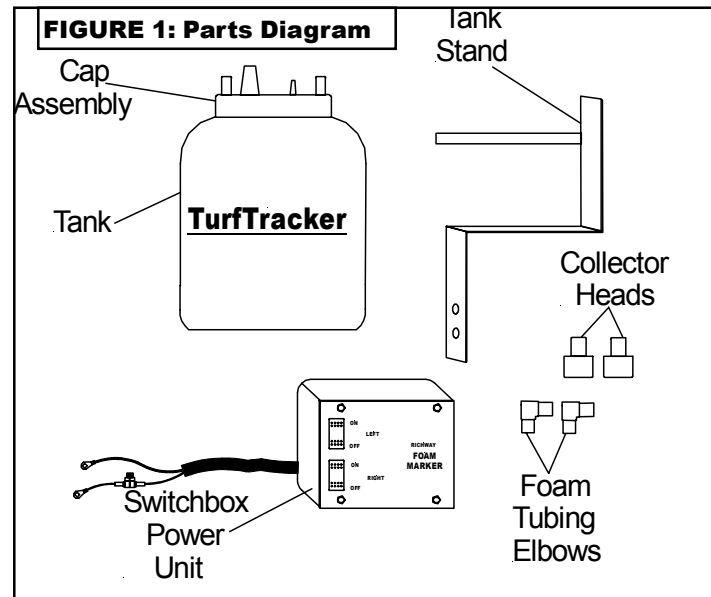 FIGURE 1: Parts Diagram
Tank
Stand
Cap
Assembly
Tank
TurfTracker
Collector
Heads
ON
LEFT
OFF
ON
RIGHT
OFF
RICHWAY
FOAM
MARKER
Switchbox
Power
Unit
Foam
Tubing
Elbows